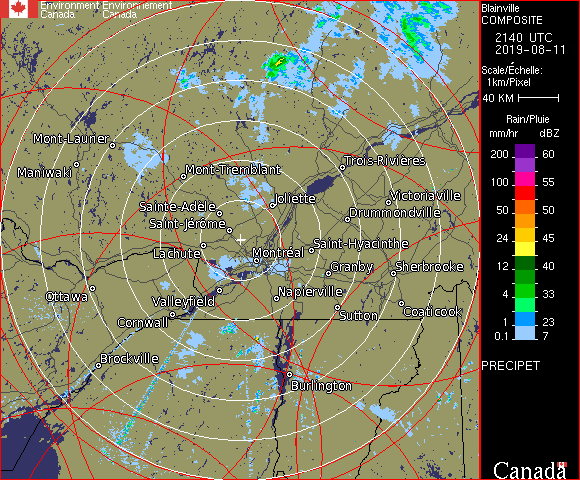 Environment Environnement
Canada Canada
Mont-Laurier
Maniwaki
Mont-Tremblant
Trois-Rivières
Sainte-Adèle
Joliette
Victoriaville
Saint-Jérôme
Drummondville
Lachute
Montréal
Saint-Hyacinthe
Granby
Sherbrooke
Ottawa
Valleyfield
Napierville
Cornwall
Sutton
Coaticook
Brockville
Burlington
Blainville
COMPOSITE
2140 UTC
2019-08-11
Scale/Échelle:
1km/Pixel
40 KM
Rain/Pluie
mm/hr dBZ
200 60
100 55
50 50
24 45
12 40
4 33
1 23
0.1 7
PRECIPET
Canada